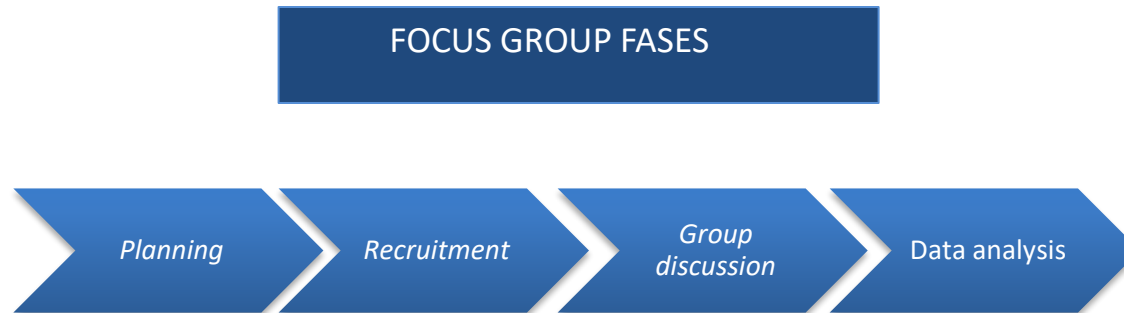 FOCUS GROUP FASES
Planning
Recruitment
Group
discussion
Data analysis